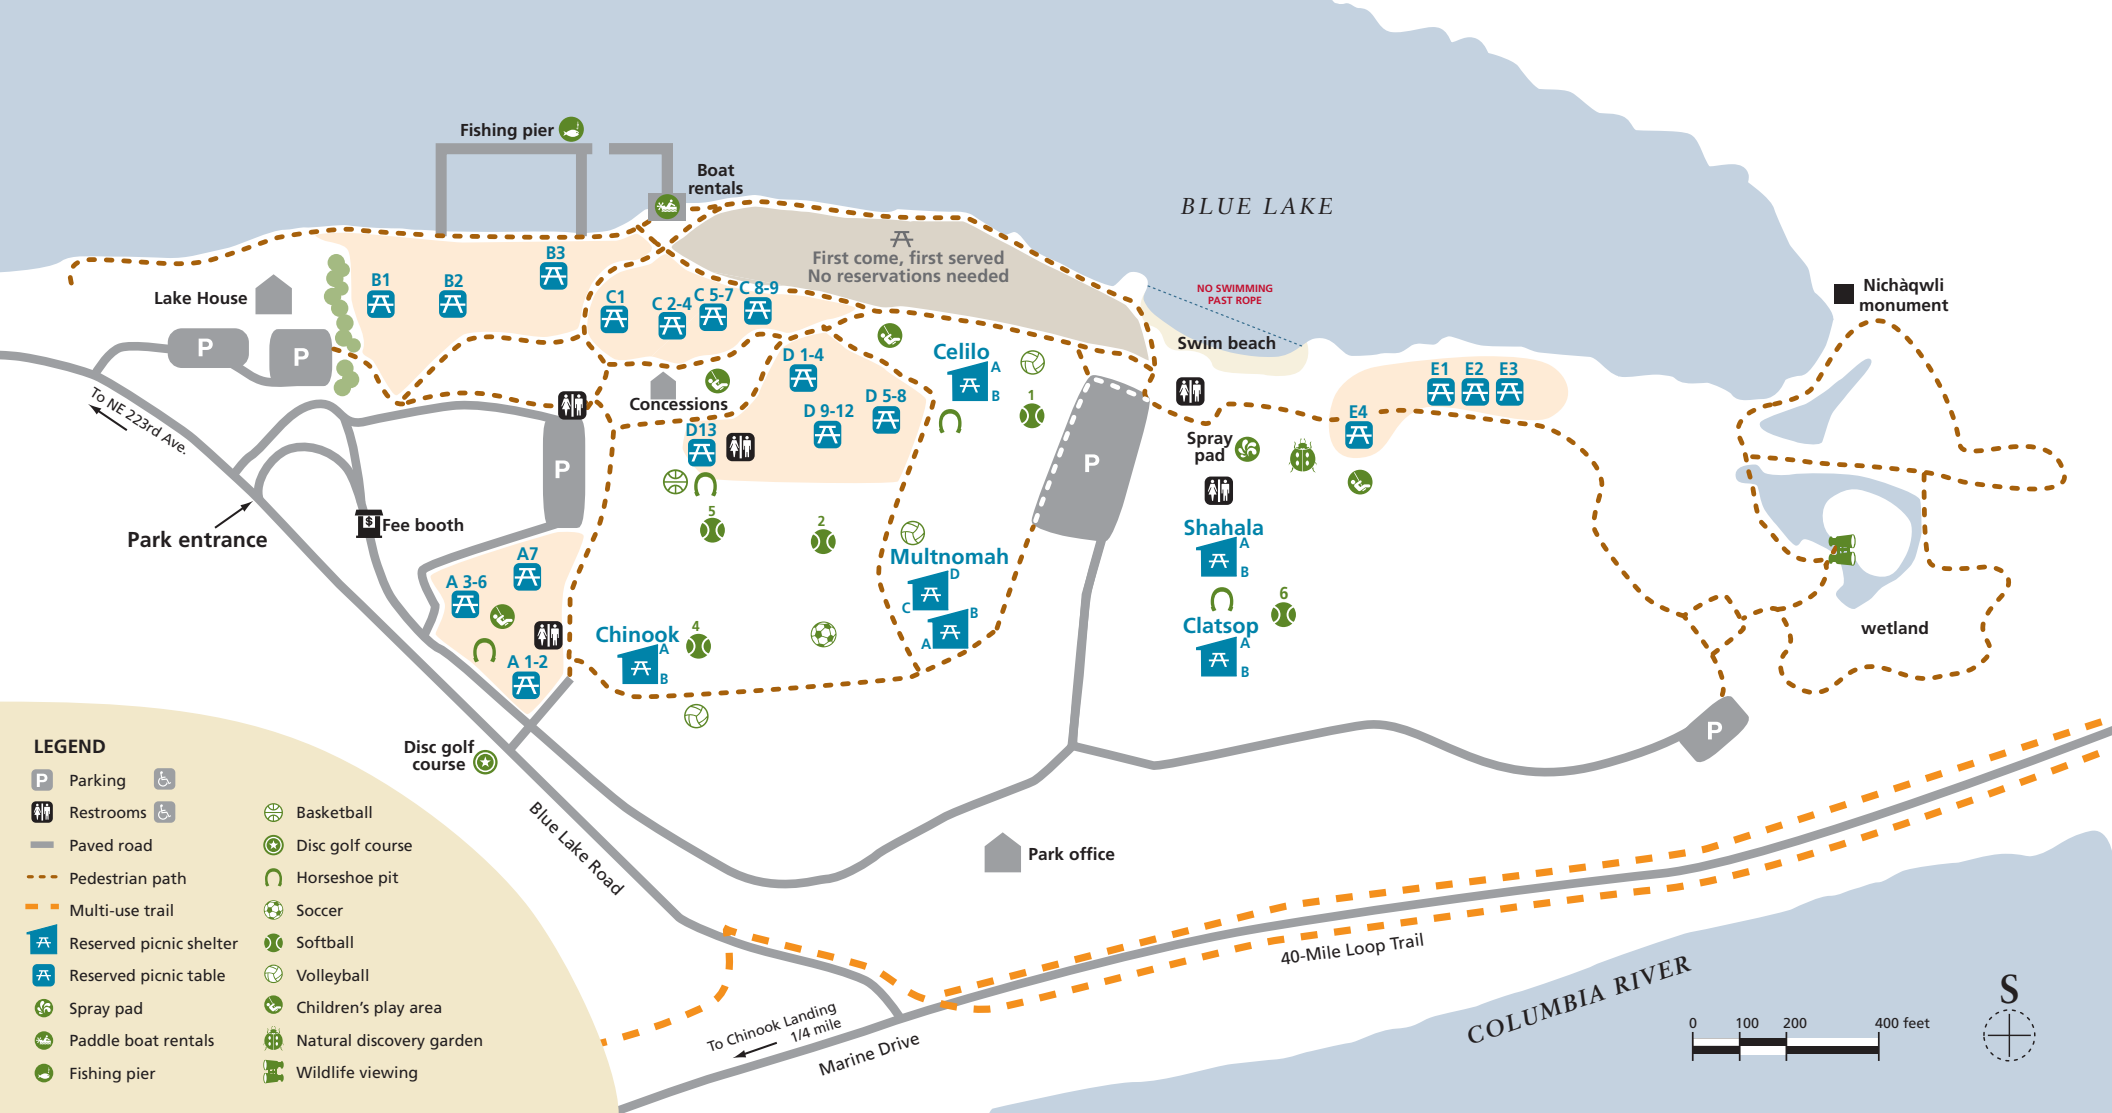 Fishing pier
Boat
rentals
BLUE LAKE
B3
B1
B2
First come, first served
No reservations needed
Lake House
C1
C 2-4
C 5-7
C 8-9
NO SWIMMING
PAST ROPE
Nichàqwli
monument
P
P
Swim beach
D 1-4
Celilo
A
B
1
E1
E2
E3
Concessions
D 5-8
D 9-12
E4
To NE 223rd Ave.
D13
Spray
pad
P
P
Park entrance
Fee booth
5
2
Shahala
A
B
A7
A 3-6
Multnomah
D
C
B
A
6
Chinook
A
B
4
Clatsop
A
B
wetland
A 1-2
P
Disc golf
course
Blue Lake Road
Park office
40-Mile Loop Trail
COLUMBIA RIVER
To Chinook Landing
1/4 mile
Marine Drive
0
100
200
400 feet
S
LEGEND
P
Parking
Restrooms
Paved road
Pedestrian path
Multi-use trail
Reserved picnic shelter
Reserved picnic table
Spray pad
Paddle boat rentals
Fishing pier
Basketball
Disc golf course
Horseshoe pit
Soccer
Softball
Volleyball
Children's play area
Natural discovery garden
Wildlife viewing